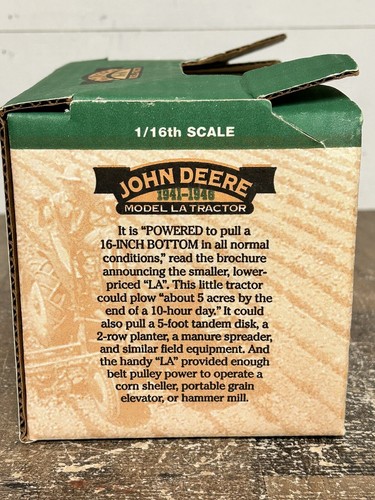 1/16th SCALE
JOHN DEERE
1941-1946
MODEL LA TRACTOR
It is “POWERED to pull a
16-INCH BOTTOM in all normal
conditions,” read the brochure
announcing the smaller, lower-
priced “LA”. This little tractor
could plow “about 5 acres by the
end of a 10-hour day.” It could
also pull a 5-foot tandem disk, a
2-row planter, a manure spreader,
and similar field equipment. And
the handy “LA” provided enough
belt pulley power to operate a
corn sheller, portable grain
elevator, or hammer mill.